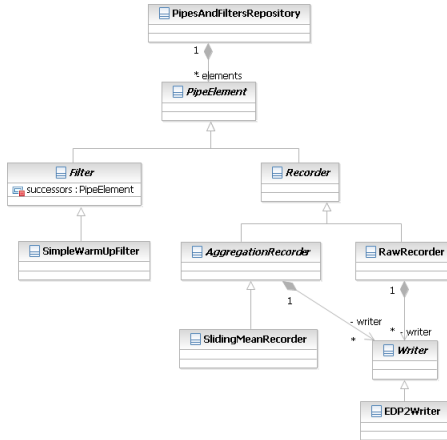 PipesAndFiltersRepository
1
* - elements
PipeElement
Filter
successors : PipeElement
Recorder
SimpleWarmUpFilter
AggregationRecorder
RawRecorder
1
1
- writer
*
* - writer
SlidingMeanRecorder
Writer
EDP2Writer